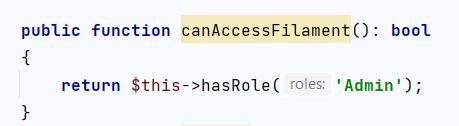 public function canAccessFilament(): bool
{
    return $this->hasRole( roles: 'Admin');
}